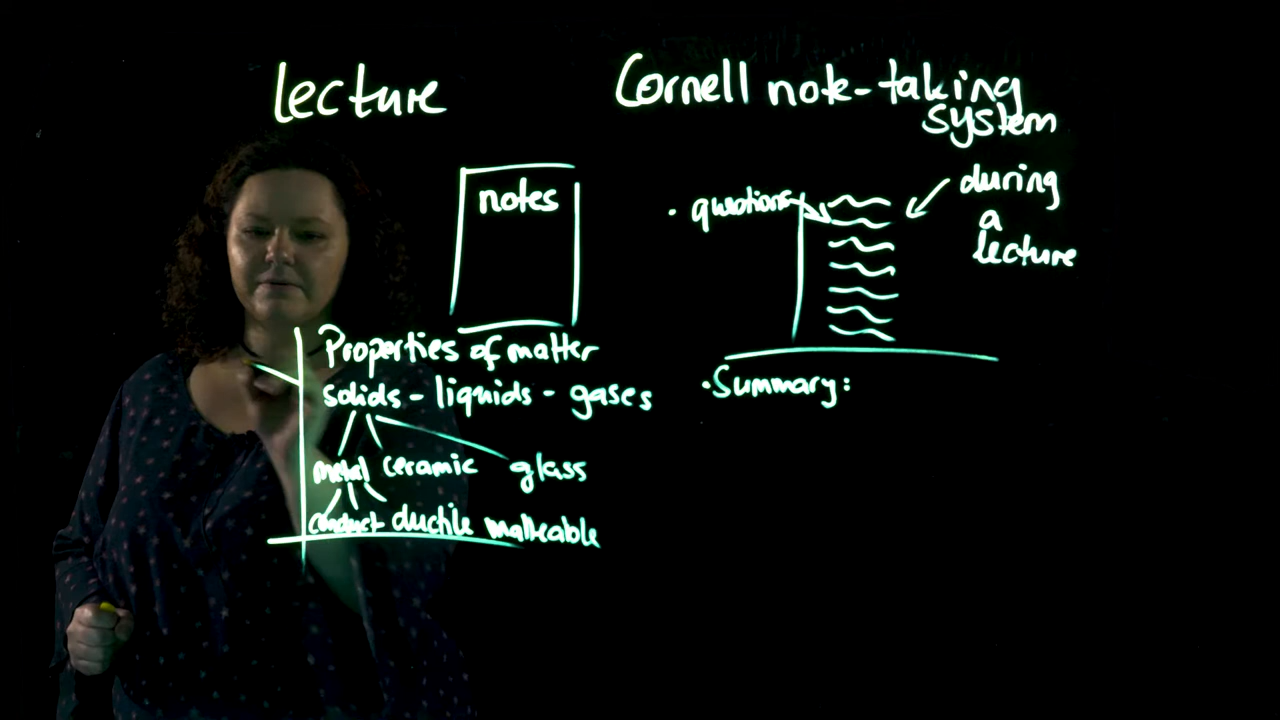 lecture
Cornell note-taking
system
notes
• questions
during
a
lecture
Properties of matter
solids - liquids - gases
metal ceramic glass
conduct ductile malleable
• Summary: